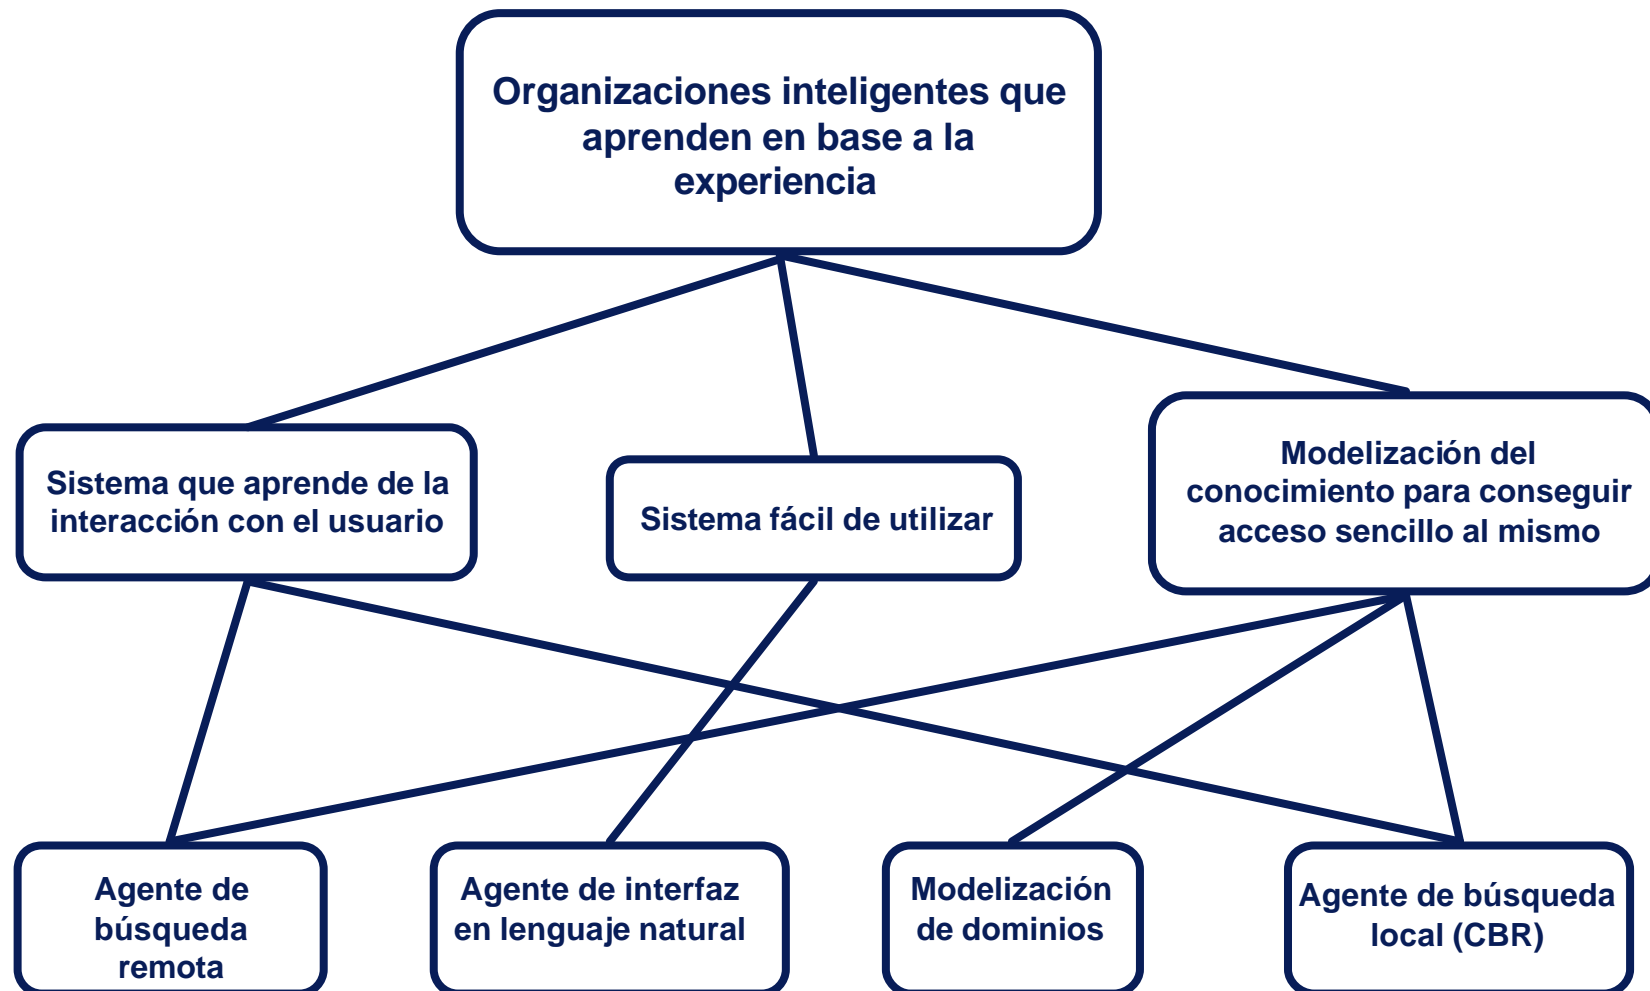 Organizaciones inteligentes que
aprenden en base a la
experiencia
Sistema que aprende de la
interacción con el usuario
Sistema fácil de utilizar
Modelización del
conocimiento para conseguir
acceso sencillo al mismo
Agente de
búsqueda
remota
Agente de interfaz
en lenguaje natural
Modelización
de dominios
Agente de búsqueda
local (CBR)